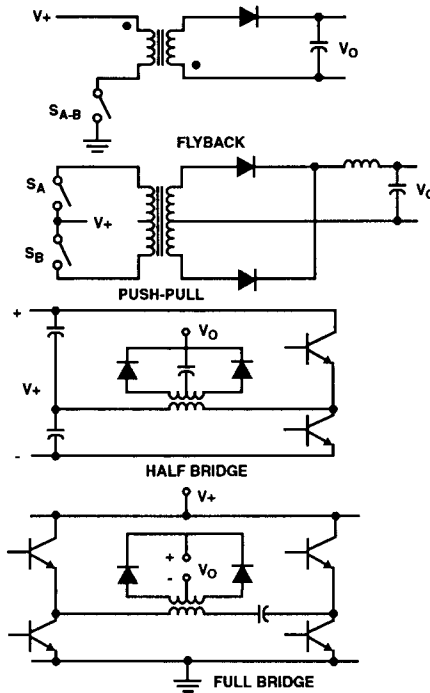 V+
VO
SA-B
FLYBACK
SA
V+
SB
VO
PUSH-PULL
+
VO
V+
-
HALF BRIDGE
V+
+
VO
-
FULL BRIDGE